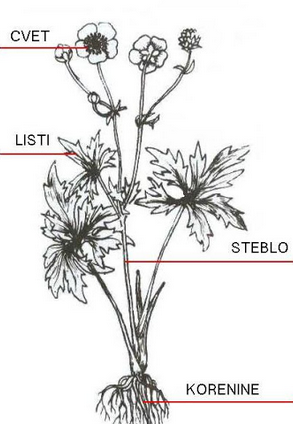 CVET
LISTI
STEBLO
KORENINE